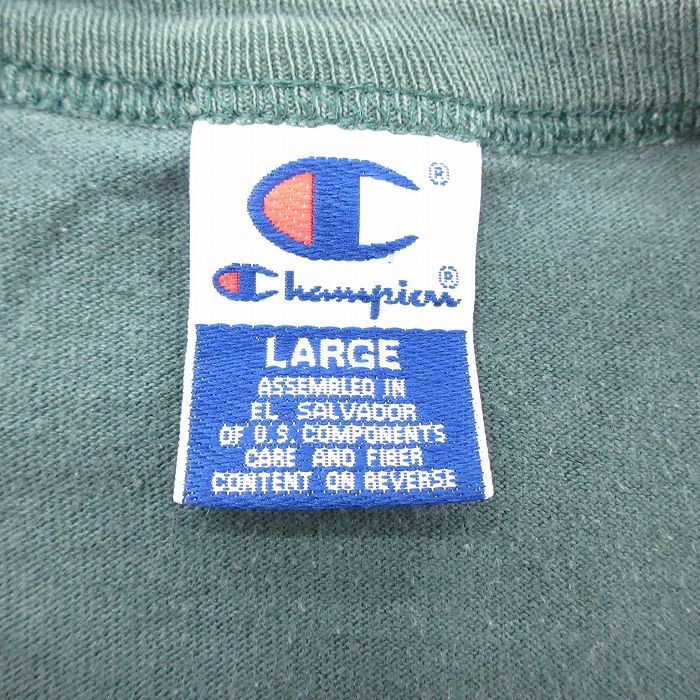 C ®
Champion ®
LARGE
ASSEMBLED IN
EL SALVADOR
OF U.S. COMPONENTS
CARE AND FIBER
CONTENT ON REVERSE